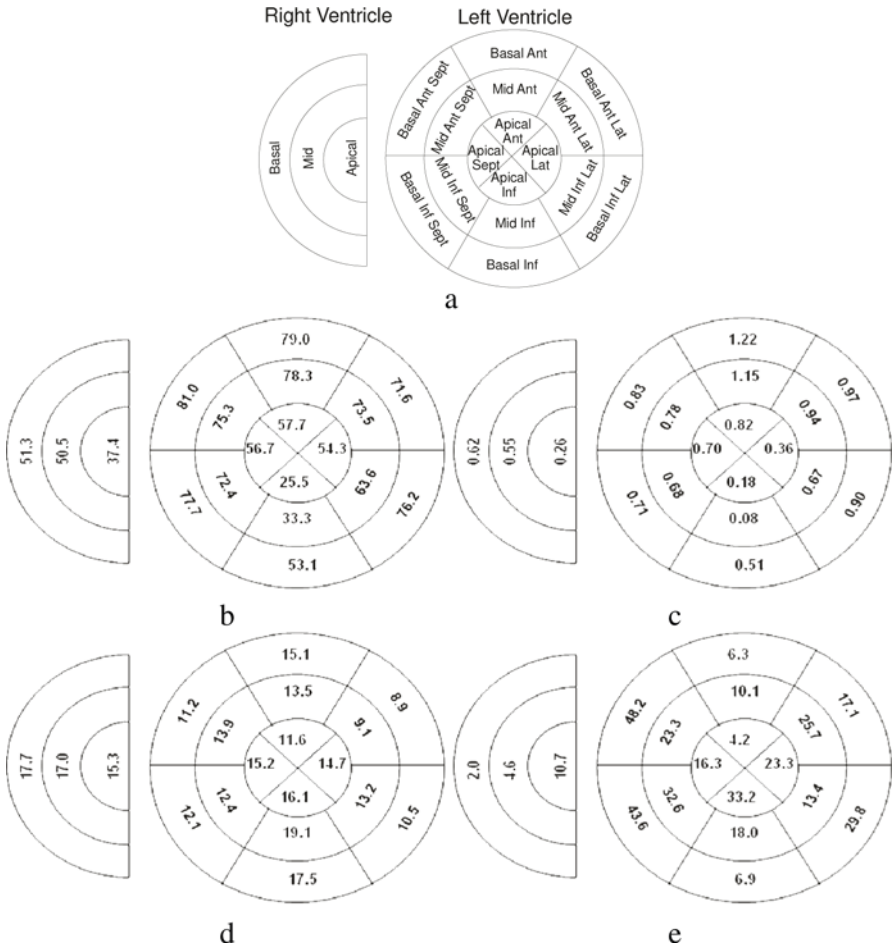 Right Ventricle
Left Ventricle
Basal
Mid
Apical
Basal Ant
Basal Ant Sept
Basal Ant Lat
Mid Ant
Mid Ant Sept
Mid Ant Lat
Apical
Ant
Apical
Sept
Apical
Lat
Apical
Inf
Mid Inf Sept
Mid Inf Lat
Mid Inf
Basal Inf Sept
Basal Inf Lat
Basal Inf
a
51.3
50.5
37.4
79.0
81.0
71.6
78.3
75.3
73.5
57.7
56.7
54.3
25.5
72.4
63.6
33.3
77.7
76.2
53.1
b
0.62
0.55
0.26
1.22
0.83
0.97
1.15
0.78
0.94
0.82
0.70
0.36
0.18
0.68
0.67
0.08
0.71
0.90
0.51
c
17.7
17.0
15.3
15.1
11.2
8.9
13.5
13.9
9.1
11.6
15.2
14.7
16.1
12.4
13.2
19.1
12.1
10.5
17.5
d
2.0
4.6
10.7
6.3
48.2
17.1
10.1
23.3
25.7
4.2
16.3
23.3
33.2
32.6
13.4
18.0
43.6
29.8
6.9
e